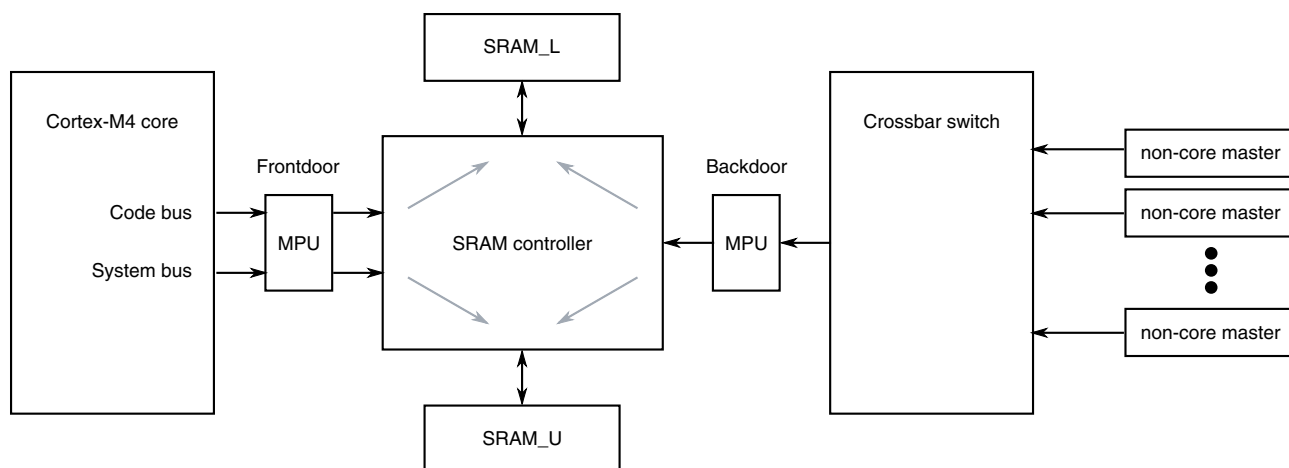 SRAM_L
Cortex-M4 core
Crossbar switch
Frontdoor
Backdoor
non-core master
Code bus
MPU
SRAM controller
MPU
non-core master
System bus
non-core master
SRAM_U